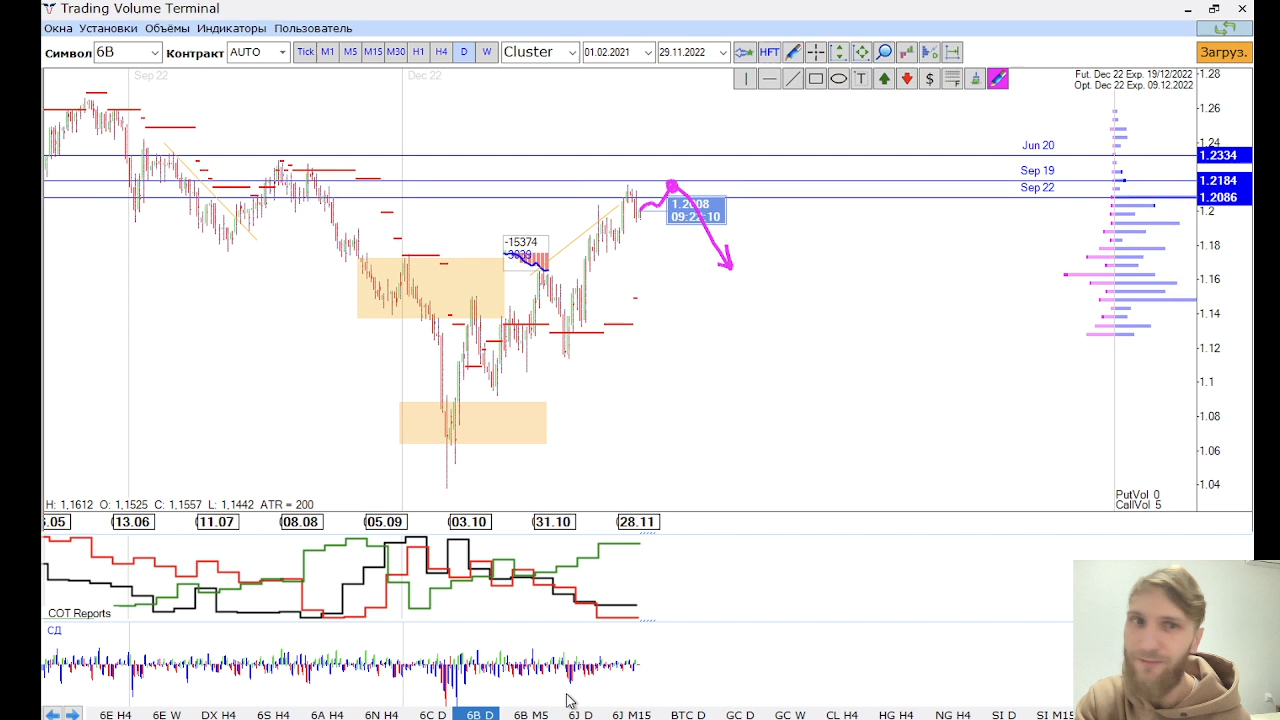 Trading Volume Terminal
Окна Установки Объёмы Индикаторы Пользователь
Символ 6B Контракт AUTO Tick M1 M5 M15 M30 H1 H4 D W Cluster 01.02.2021 29.11.2022 HFT Загруз.
T $ F
Sep 22 Dec 22
Fut. Dec 22 Exp. 19/12/2022
Opt. Dec 22 Exp. 09.12.2022
1.28
1.26
1.24
Jun 20
1.2334
Sep 19
1.2184
Sep 22
1.2086
1.2
09:22:10
-15374
1.18
1.16
1.14
1.12
1.1
1.08
1.06
1.04
PutVol 0
CallVol 5
H: 1,1612 O: 1,1525 C: 1,1557 L: 1,1442 ATR = 200
13.06 11.07 08.08 05.09 03.10 31.10 28.11
COT Reports
СД
6E H4 6E W DX H4 6S H4 6A H4 6N H4 6C D 6B D 6B M5 6J D 6J M15 BTC D GC D GC W CL H4 HG H4 NG H4 SI D SI M15